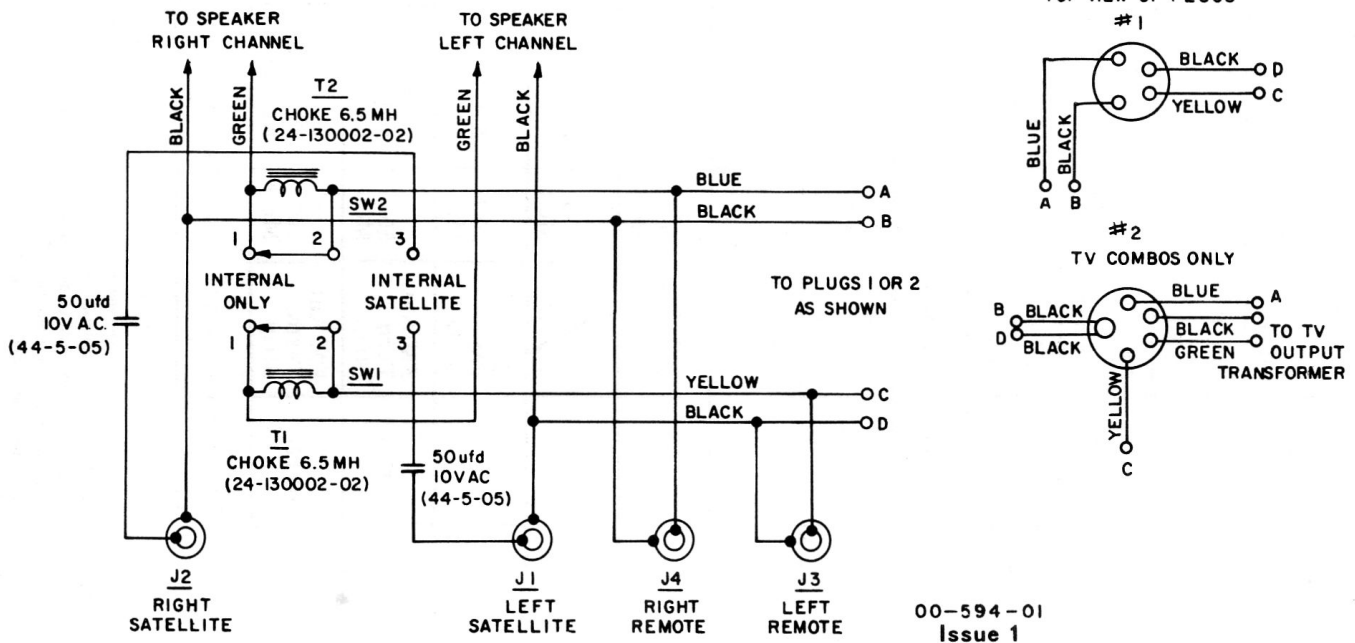 TO SPEAKER
RIGHT CHANNEL
TO SPEAKER
LEFT CHANNEL
BLACK
GREEN
T2
CHOKE 6.5 MH
(24-130002-02)
GREEN
BLACK
BLUE
A
SW2
BLACK
B
1
2
3
INTERNAL
ONLY
INTERNAL
SATELLITE
TO PLUGS 1 OR 2
AS SHOWN
50 ufd
10V A.C.
(44-5-05)
1
2
3
SW1
YELLOW
C
BLACK
D
T1
CHOKE 6.5 MH
(24-130002-02)
50 ufd
10V AC
(44-5-05)
J2
RIGHT
SATELLITE
J1
LEFT
SATELLITE
J4
RIGHT
REMOTE
J3
LEFT
REMOTE
#1
BLACK
D
YELLOW
C
BLUE
BLACK
A
B
#2
TV COMBOS ONLY
B
BLACK
D
BLACK
BLUE
A
BLACK
GREEN
TO TV
OUTPUT
TRANSFORMER
YELLOW
C
00-594-01
Issue 1